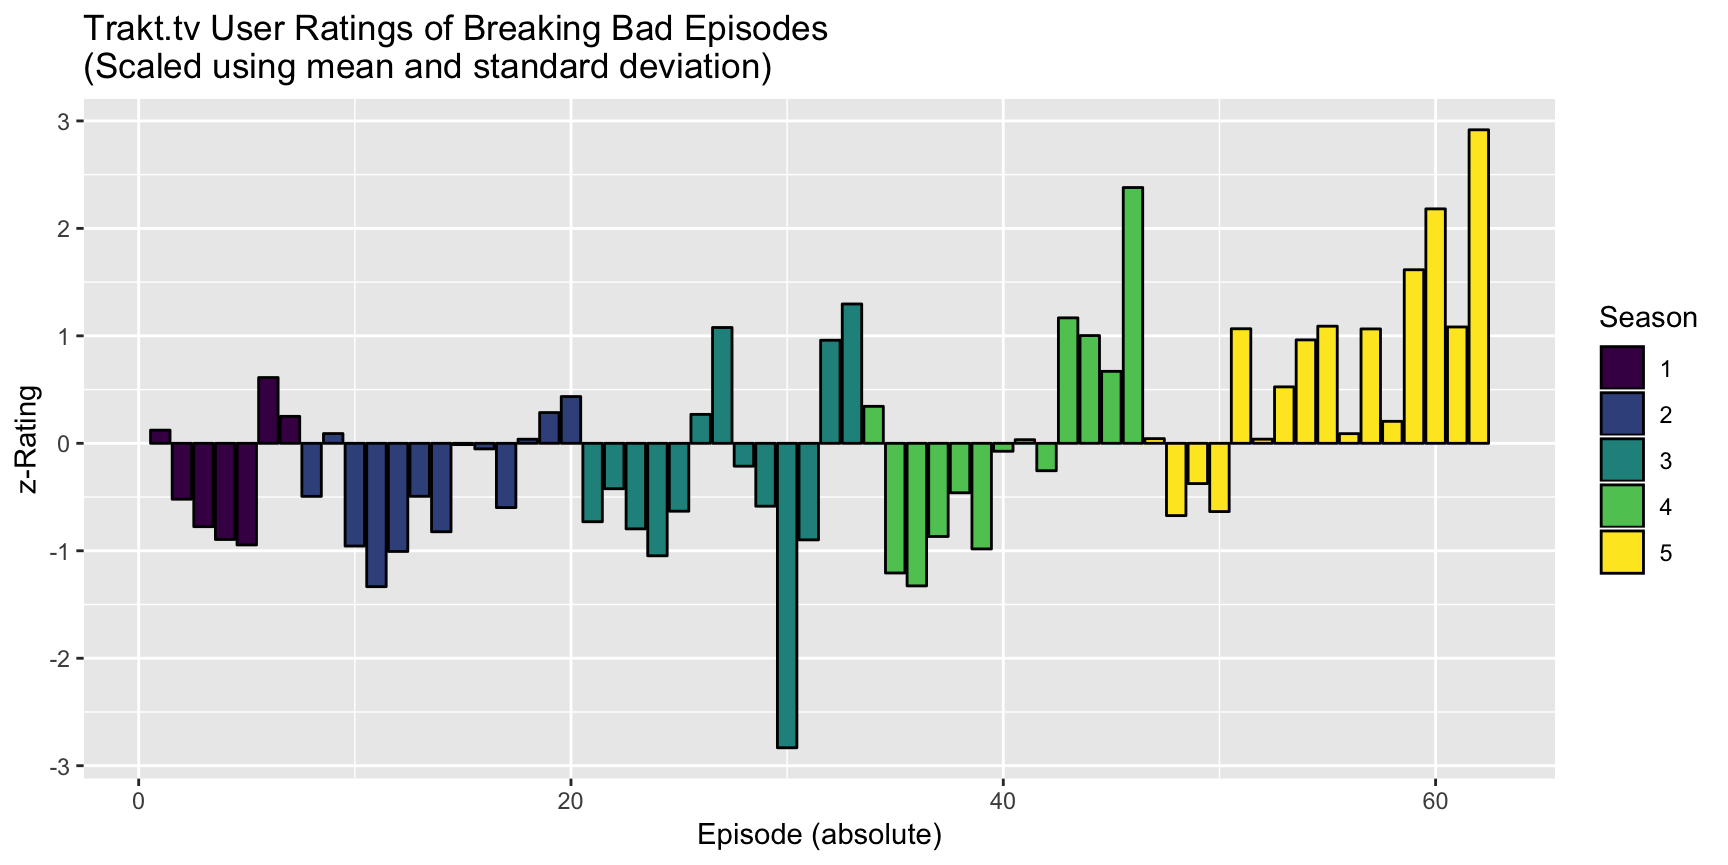 Trakt.tv User Ratings of Breaking Bad Episodes
(Scaled using mean and standard deviation)
3
2
1
0
-1
-2
-3
z-Rating
0 20 40 60
Episode (absolute)
Season
1
2
3
4
5